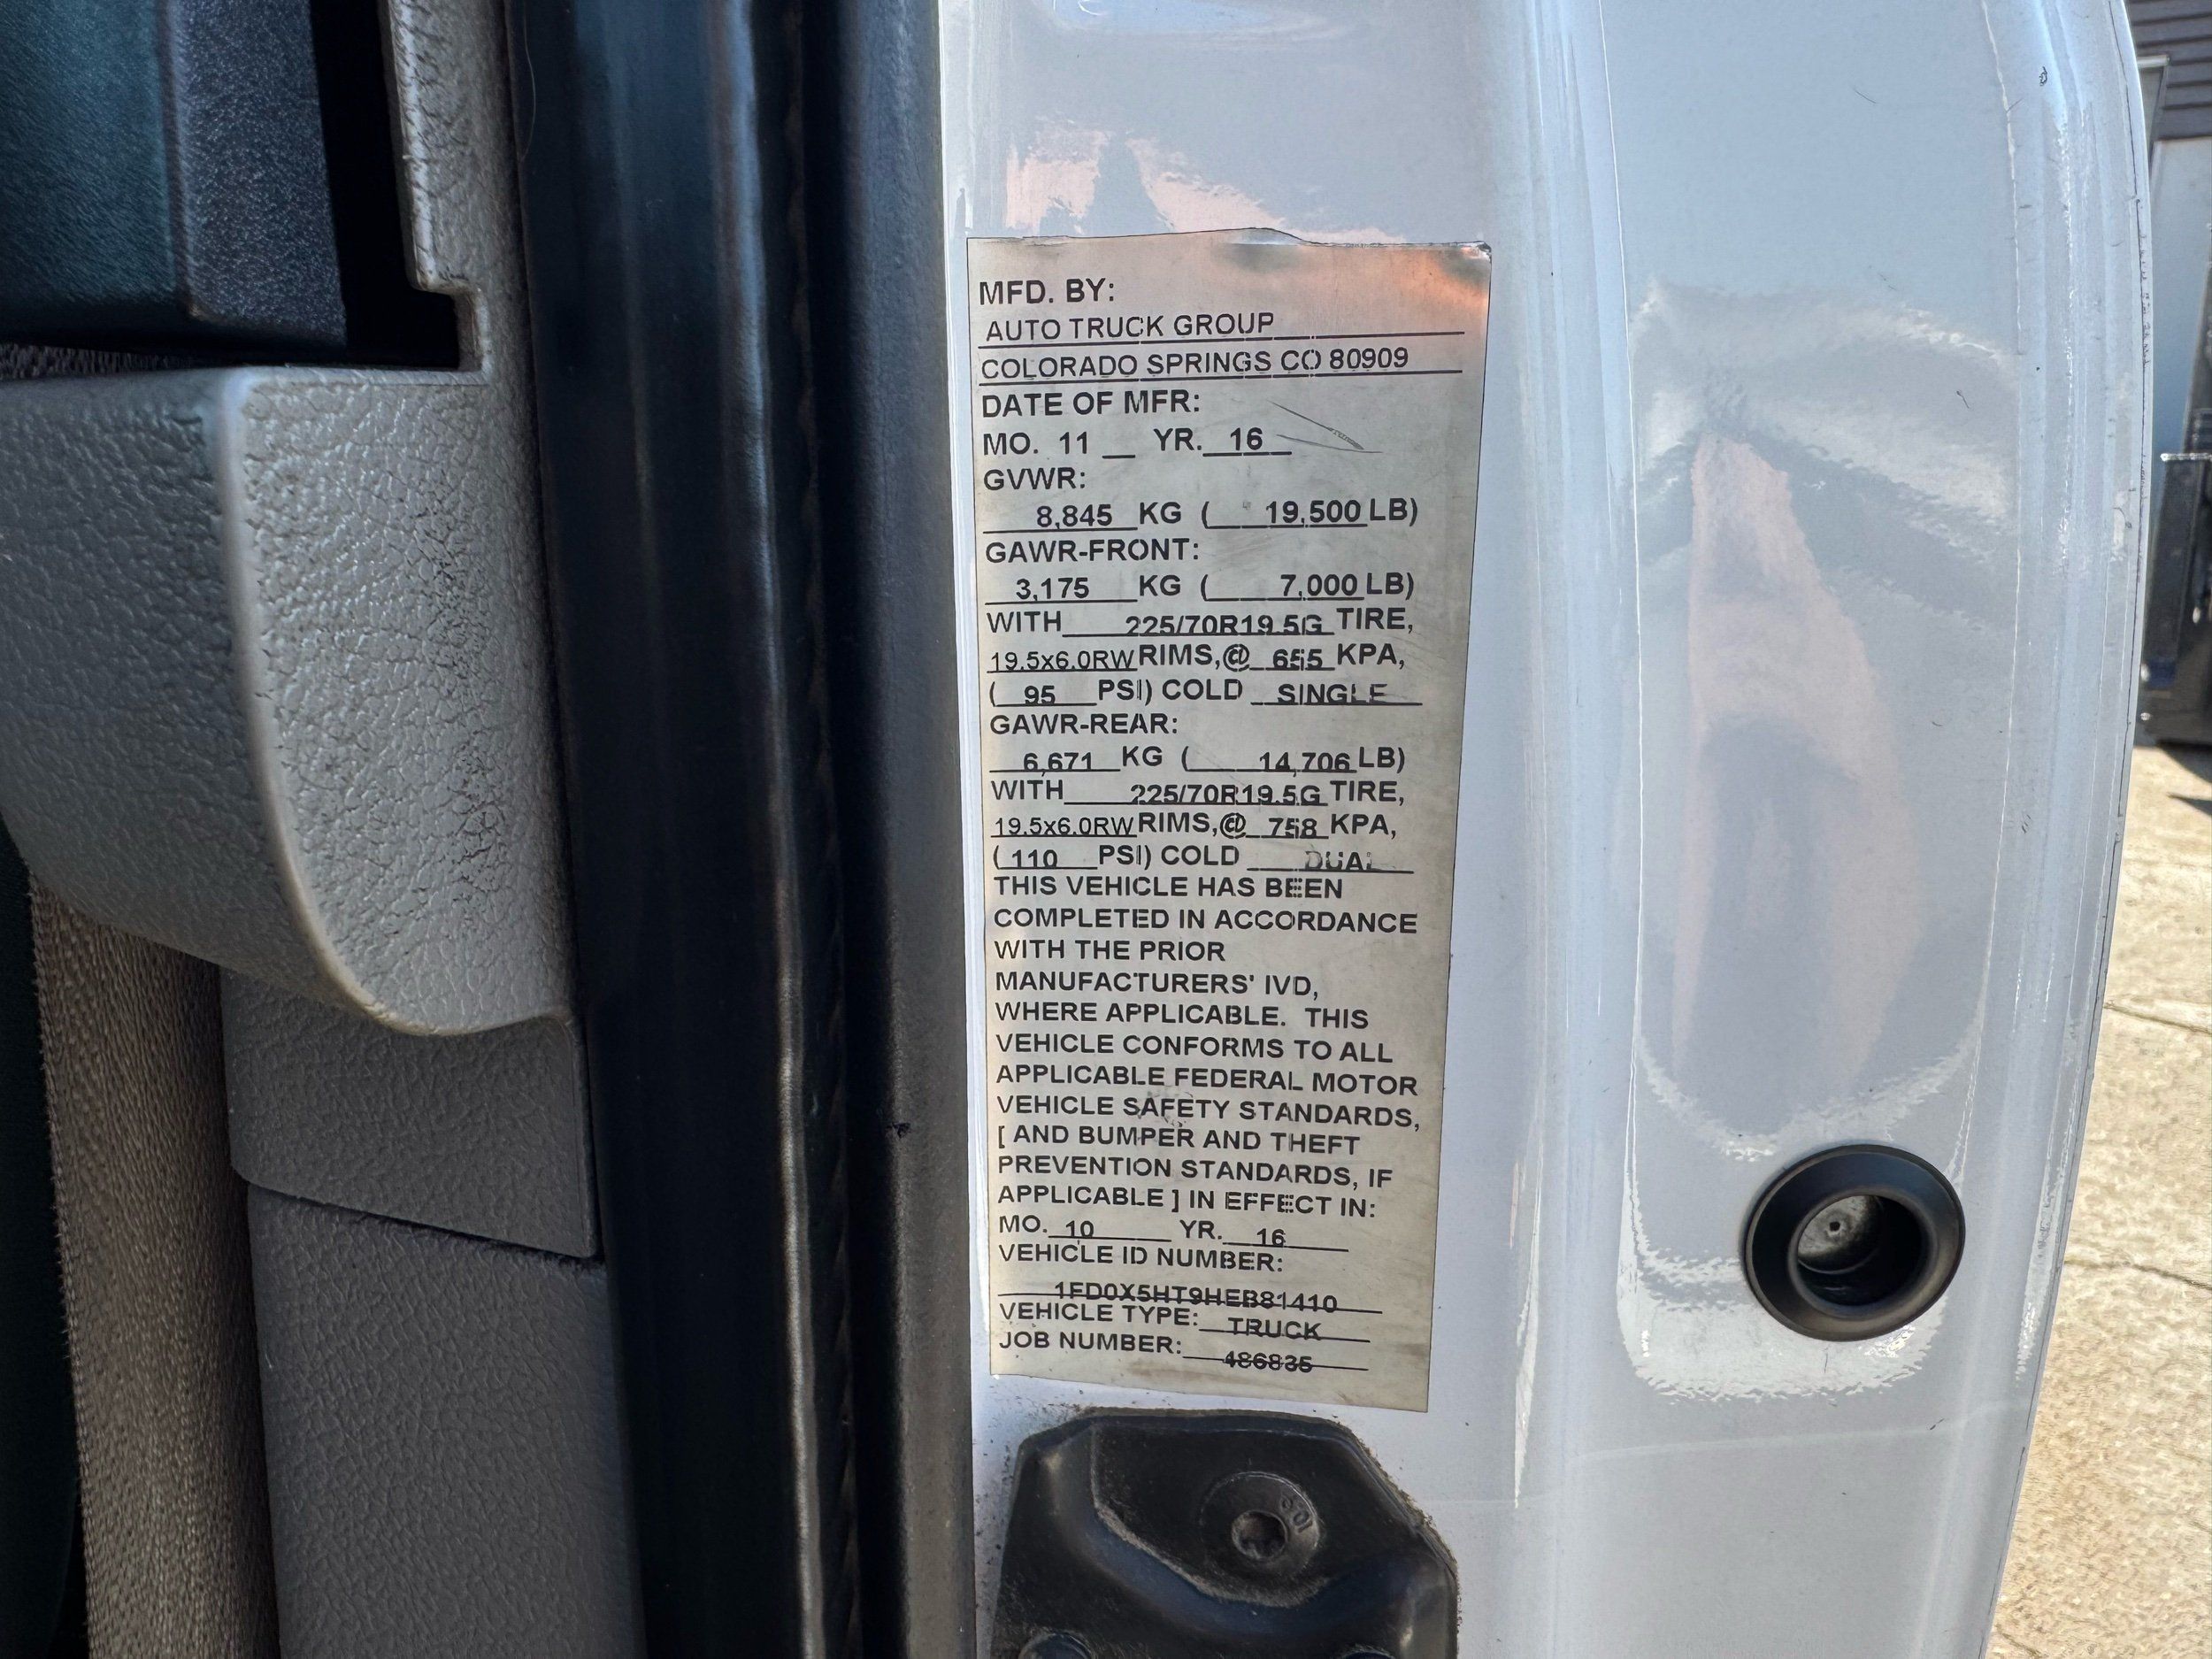 MFD. BY:
AUTO TRUCK GROUP
COLORADO SPRINGS CO 80909
DATE OF MFR:
MO. 11 YR. 16
GVWR:
8,845 KG ( 19,500 LB)
GAWR-FRONT:
3,175 KG ( 7,000 LB)
WITH 225/70R19.5G TIRE,
19.5x6.0RW RIMS,@ 655 KPA,
( 95 PSI) COLD SINGLE
GAWR-REAR:
6,671 KG ( 14,706 LB)
WITH 225/70R19.5G TIRE,
19.5x6.0RW RIMS,@ 758 KPA,
( 110 PSI) COLD DUAL
THIS VEHICLE HAS BEEN
COMPLETED IN ACCORDANCE
WITH THE PRIOR
MANUFACTURERS' IVD,
WHERE APPLICABLE. THIS
VEHICLE CONFORMS TO ALL
APPLICABLE FEDERAL MOTOR
VEHICLE SAFETY STANDARDS,
[ AND BUMPER AND THEFT
PREVENTION STANDARDS, IF
APPLICABLE ] IN EFFECT IN:
MO. 10 YR. 16
VEHICLE ID NUMBER:
1FD0X5HT9HEB81410
VEHICLE TYPE: TRUCK
JOB NUMBER: 486835